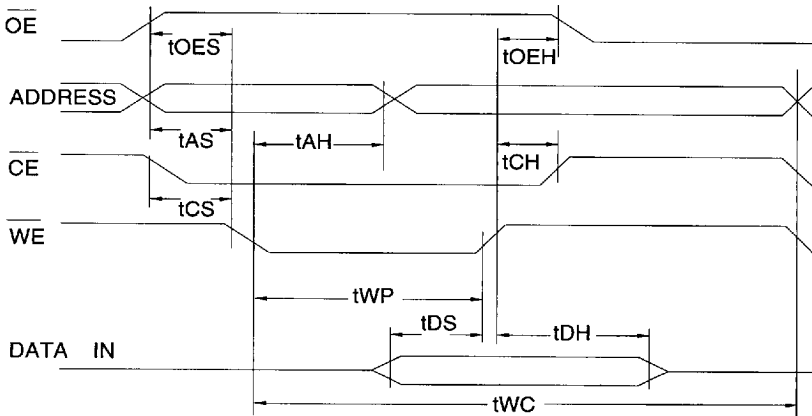 OE
tOES
tOEH
ADDRESS
tAS
tAH
tCH
CE
tCS
WE
tWP
tDS
tDH
DATA IN
tWC